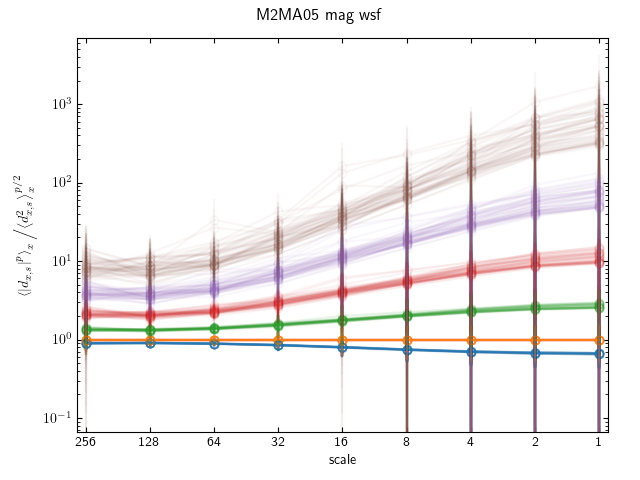 M2MA05 mag wsf
⟨|d_{x,s}|^p⟩_x / ⟨d_{x,s}^2⟩_x^{p/2}
10^3
10^2
10^1
10^0
10^{-1}
256 128 64 32 16 8 4 2 1
scale